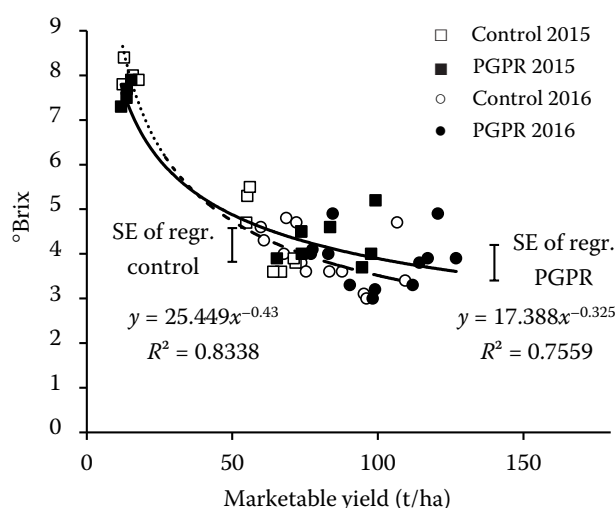 9
8
7
6
5
4
3
2
1
0
°Brix
□ Control 2015
■ PGPR 2015
○ Control 2016
● PGPR 2016
SE of regr.
control
y = 25.449x^−0.43
R² = 0.8338
SE of regr.
PGPR
y = 17.388x^−0.325
R² = 0.7559
0 50 100 150
Marketable yield (t/ha)